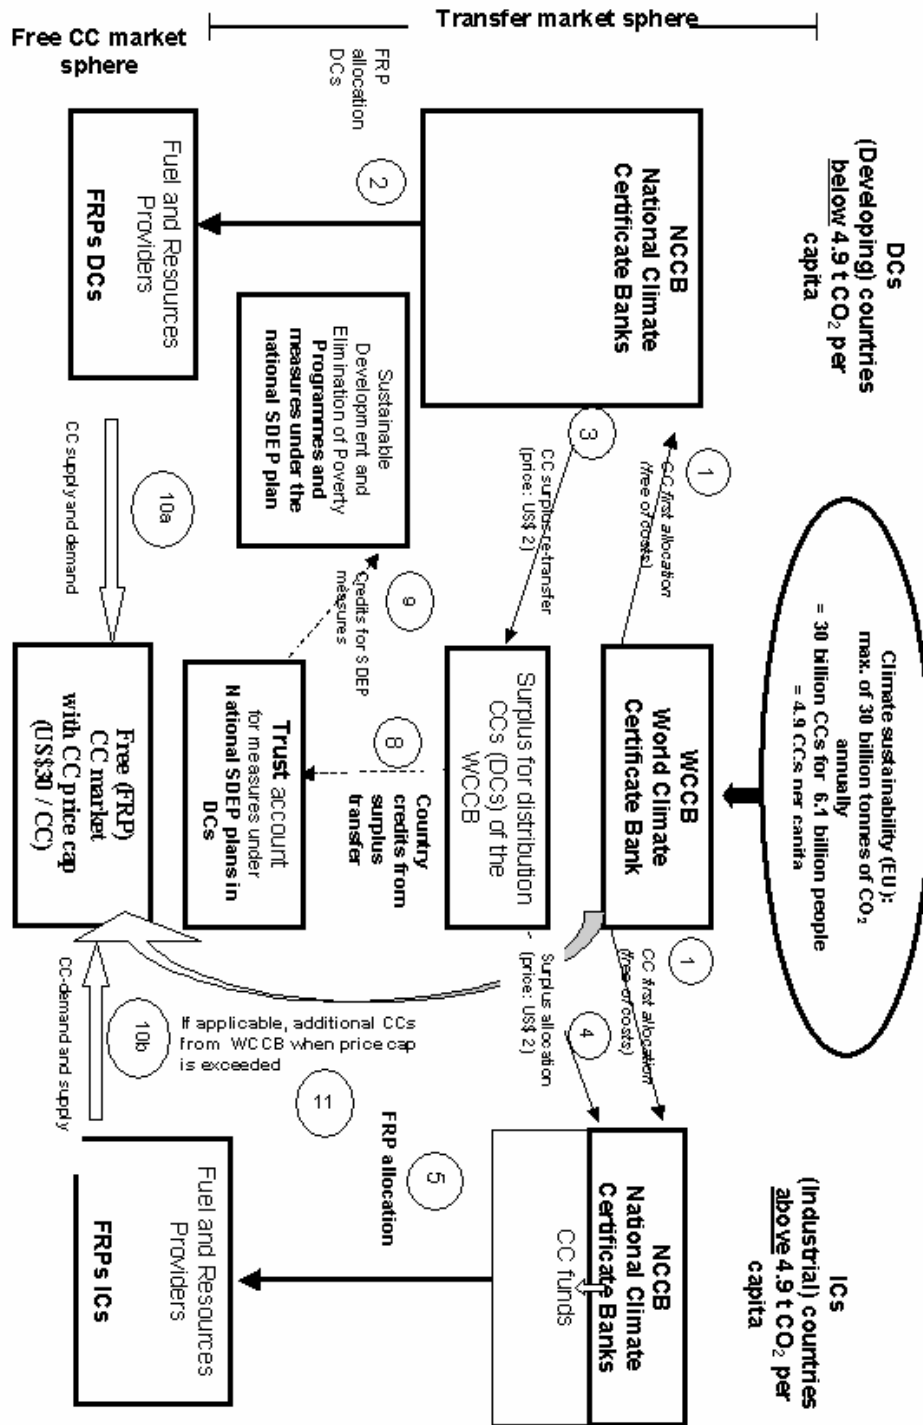 Transfer market sphere
Free CC market
sphere
DCs
(Developing) countries
below 4.9 t CO2 per
capita
Climate sustainability (EU):
max. of 30 billion tonnes of CO2
annually
= 30 billion CCs for 6.1 billion people
= 4.9 CCs per capita
ICs
(Industrial) countries
above 4.9 t CO2 per
capita
NCCB
National Climate
Certificate Banks
1
CC first allocation
(free of costs)
WCCB
World Climate
Certificate Bank
1
CC first allocation
(free of costs)
NCCB
National Climate
Certificate Banks
CC funds
3
CC surplus-re-transfer
(price: US$ 2)
Surplus for distribution
CCs (DCs) of the
WCCB
Surplus allocation
(price: US$ 2)
4
FRP
allocation
DCs
2
Sustainable
Development and
Elimination of Poverty
Programmes and
measures under the
national SDEP plan
9
Credits for SDEP
measures
8
Country
credits from
surplus
transfer
Trust account
for measures under
National SDEP plans in
DCs
5
FRP allocation
11
If applicable, additional CCs
from WCCB when price cap
is exceeded
Fuel and Resources
Providers
FRPs DCs
10a
CC supply and demand
Free (FRP)
CC market
with CC price cap
(US$30 / CC)
10b
CC-demand and supply
Fuel and Resources
Providers
FRPs ICs